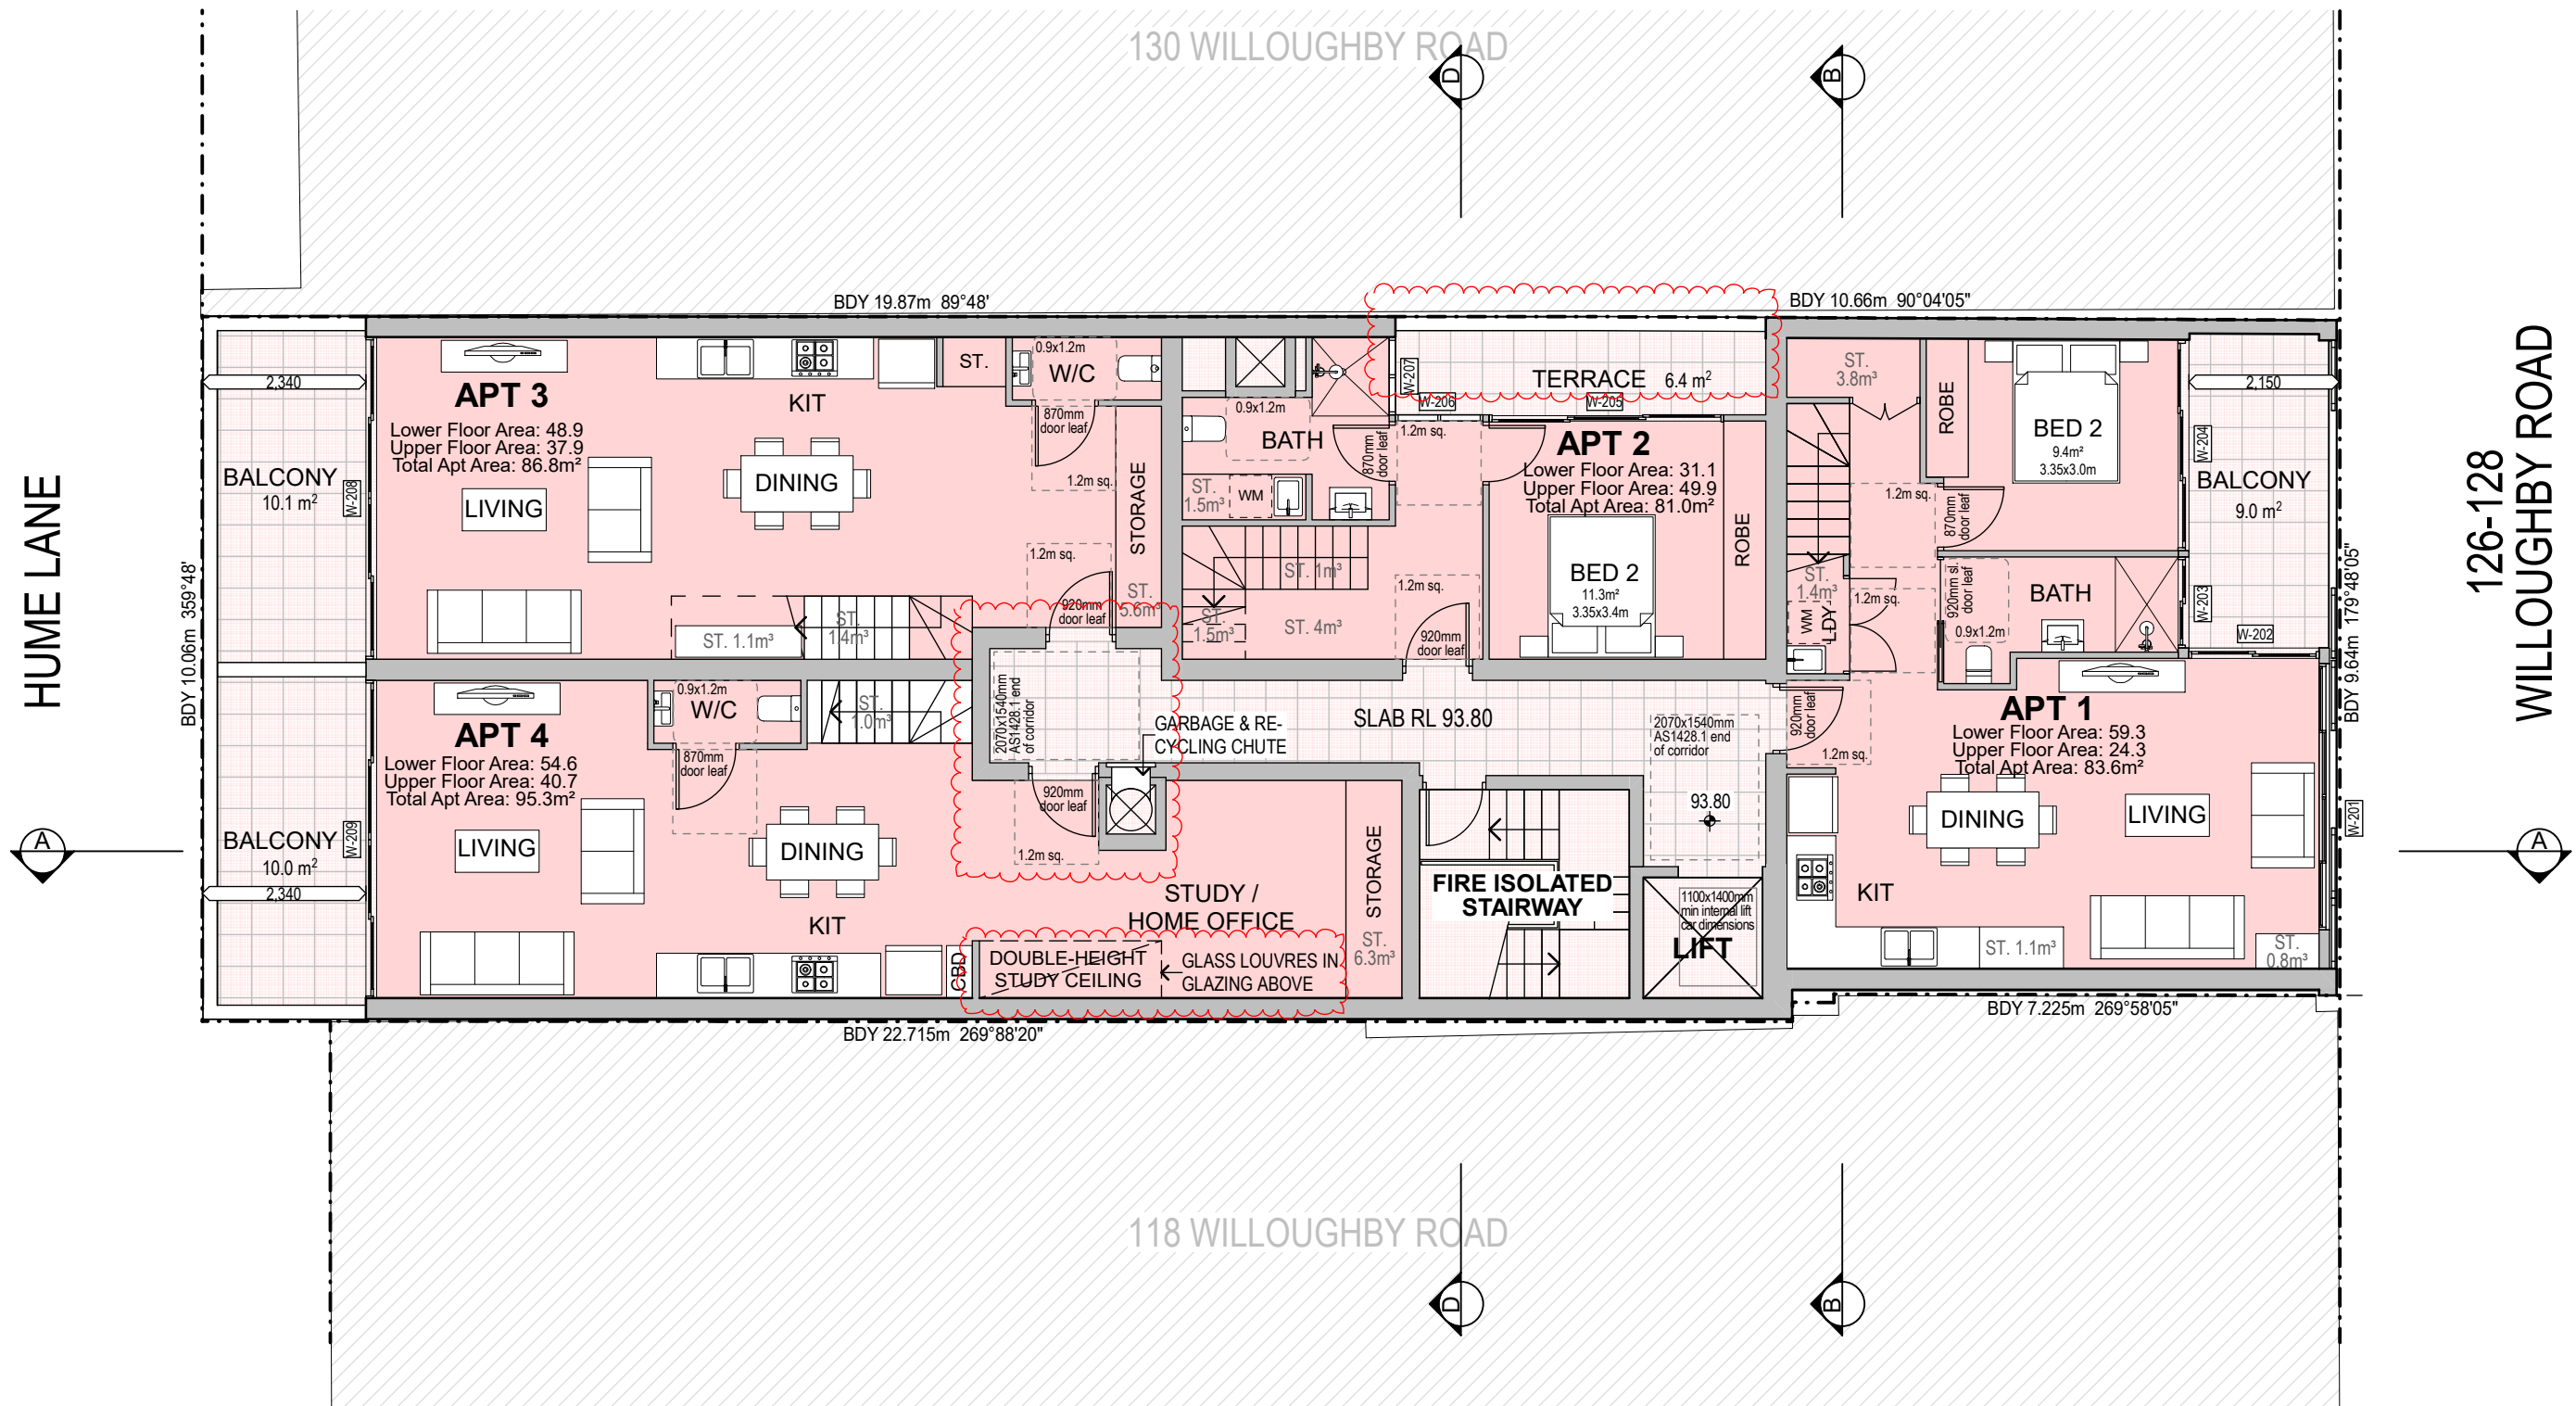 130 WILLOUGHBY ROAD
D
B
BDY 19.87m 89°48'
BDY 10.66m 90°04'05"
HUME LANE
BDY 10.06m 359°48'
126-128
WILLOUGHBY ROAD
BDY 9.64m 179°48'05"
2,340
BALCONY
10.1 m²
W-208
APT 3
Lower Floor Area: 48.9
Upper Floor Area: 37.9
Total Apt Area: 86.8m²
LIVING
KIT
DINING
ST.
0.9x1.2m
W/C
870mm
door leaf
1.2m sq.
STORAGE
ST.
5.6m³
1.2m sq.
920mm
door leaf
ST. 1.1m³
ST.
1.4m³
0.9x1.2m
BATH
870mm
door leaf
ST.
1.5m³
WM
ST. 1m³
ST.
1.5m³
ST. 4m³
1.2m sq.
1.2m sq.
920mm
door leaf
W-207
W-206
W-205
TERRACE 6.4 m²
APT 2
Lower Floor Area: 31.1
Upper Floor Area: 49.9
Total Apt Area: 81.0m²
BED 2
11.3m²
3.35x3.4m
ROBE
ST.
3.8m³
ROBE
BED 2
9.4m²
3.35x3.0m
2,150
W-204
BALCONY
9.0 m²
W-203
W-202
1.2m sq.
870mm
door leaf
ST.
1.4m³
WM
LDY
1.2m sq.
920mm sl.
door leaf
0.9x1.2m
BATH
APT 1
Lower Floor Area: 59.3
Upper Floor Area: 24.3
Total Apt Area: 83.6m²
920mm
door leaf
1.2m sq.
DINING
LIVING
KIT
ST. 1.1m³
ST.
0.8m³
W-201
BALCONY
10.0 m²
2,340
W-209
APT 4
Lower Floor Area: 54.6
Upper Floor Area: 40.7
Total Apt Area: 95.3m²
0.9x1.2m
W/C
870mm
door leaf
ST.
1.0m³
LIVING
DINING
KIT
2070x1540mm
AS1428.1 end
of corridor
GARBAGE & RE-
CYCLING CHUTE
SLAB RL 93.80
2070x1540mm
AS1428.1 end
of corridor
93.80
920mm
door leaf
1.2m sq.
STUDY /
HOME OFFICE
CBD
DOUBLE-HEIGHT
STUDY CEILING
GLASS LOUVRES IN
GLAZING ABOVE
STORAGE
ST.
6.3m³
FIRE ISOLATED
STAIRWAY
1100x1400mm
min internal lift
car dimensions
LIFT
A
A
BDY 22.715m 269°88'20"
BDY 7.225m 269°58'05"
118 WILLOUGHBY ROAD
D
B